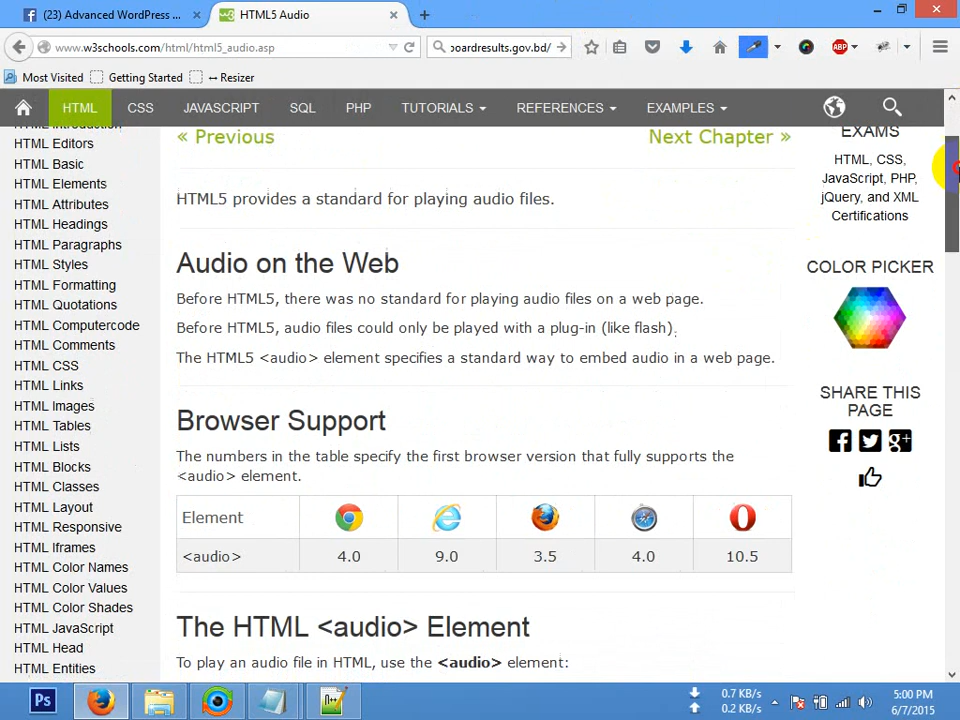 (23) Advanced WordPress ...
HTML5 Audio
www.w3schools.com/html/html5_audio.asp
boardresults.gov.bd/
ABP
Most Visited
Getting Started
Resizer
HTML
CSS
JAVASCRIPT
SQL
PHP
TUTORIALS
REFERENCES
EXAMPLES
HTML Introduction
HTML Editors
HTML Basic
HTML Elements
HTML Attributes
HTML Headings
HTML Paragraphs
HTML Styles
HTML Formatting
HTML Quotations
HTML Computercode
HTML Comments
HTML CSS
HTML Links
HTML Images
HTML Tables
HTML Lists
HTML Blocks
HTML Classes
HTML Layout
HTML Responsive
HTML Iframes
HTML Color Names
HTML Color Values
HTML Color Shades
HTML JavaScript
HTML Head
HTML Entities
« Previous
Next Chapter »
HTML5 provides a standard for playing audio files.
Audio on the Web
Before HTML5, there was no standard for playing audio files on a web page.
Before HTML5, audio files could only be played with a plug-in (like flash).
The HTML5 <audio> element specifies a standard way to embed audio in a web page.
Browser Support
The numbers in the table specify the first browser version that fully supports the
<audio> element.
Element
<audio> 4.0 9.0 3.5 4.0 10.5
The HTML <audio> Element
To play an audio file in HTML, use the <audio> element:
EXAMS
HTML, CSS,
JavaScript, PHP,
jQuery, and XML
Certifications
COLOR PICKER
SHARE THIS
PAGE
Ps
0.7 KB/s
0.2 KB/s
5:00 PM
6/7/2015